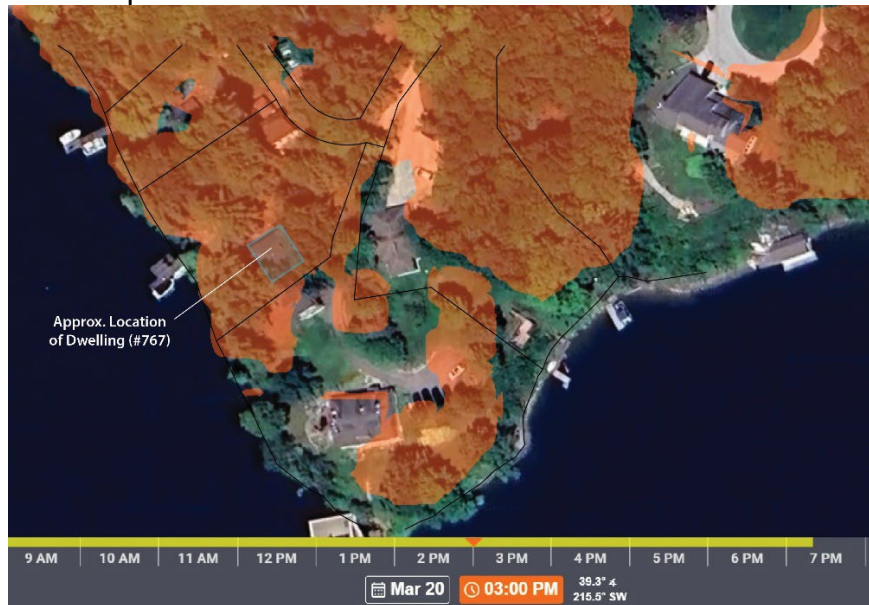 Approx. Location
of Dwelling (#767)
9 AM 10 AM 11 AM 12 PM 1 PM 2 PM 3 PM 4 PM 5 PM 6 PM 7 PM
Mar 20 03:00 PM 39.3° ∡
215.5° SW